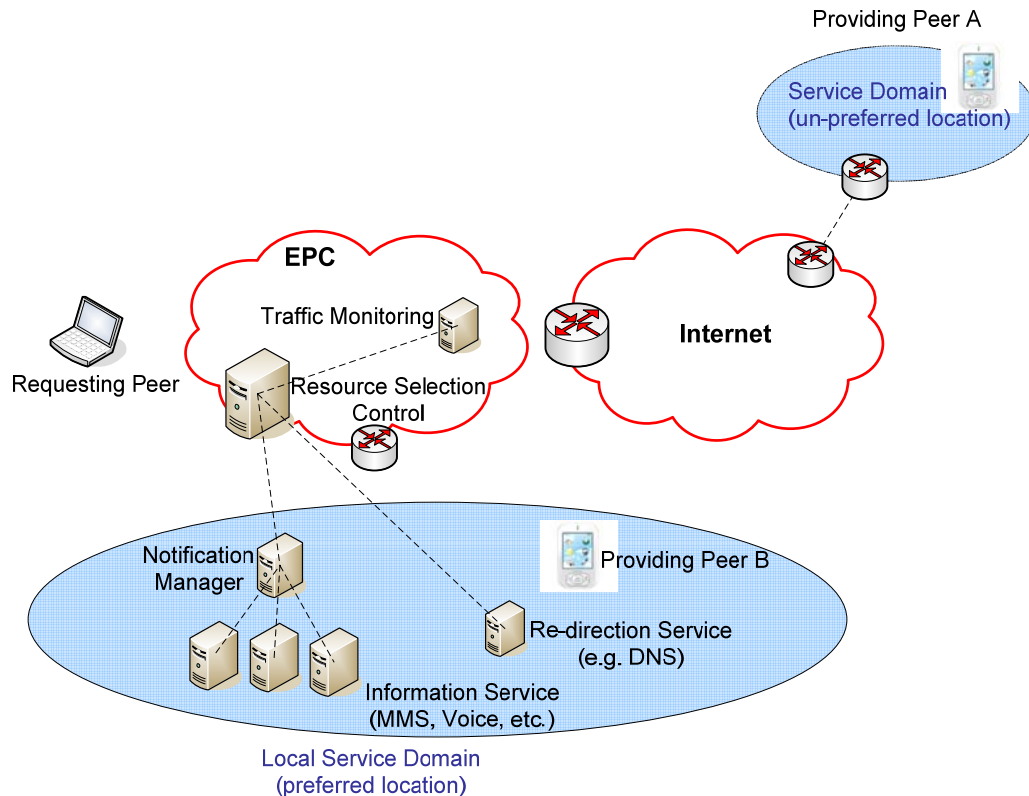 Providing Peer A
Service Domain
(un-preferred location)
EPC
Traffic Monitoring
Internet
Requesting Peer
Resource Selection
Control
Notification
Manager
Providing Peer B
Re-direction Service
(e.g. DNS)
Information Service
(MMS, Voice, etc.)
Local Service Domain
(preferred location)